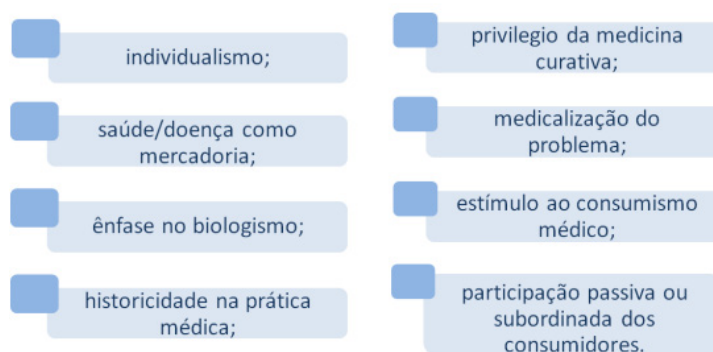 individualismo;
saúde/doença como
mercadoria;
ênfase no biologismo;
historicidade na prática
médica;
privilegio da medicina
curativa;
medicalização do
problema;
estímulo ao consumismo
médico;
participação passiva ou
subordinada dos
consumidores.